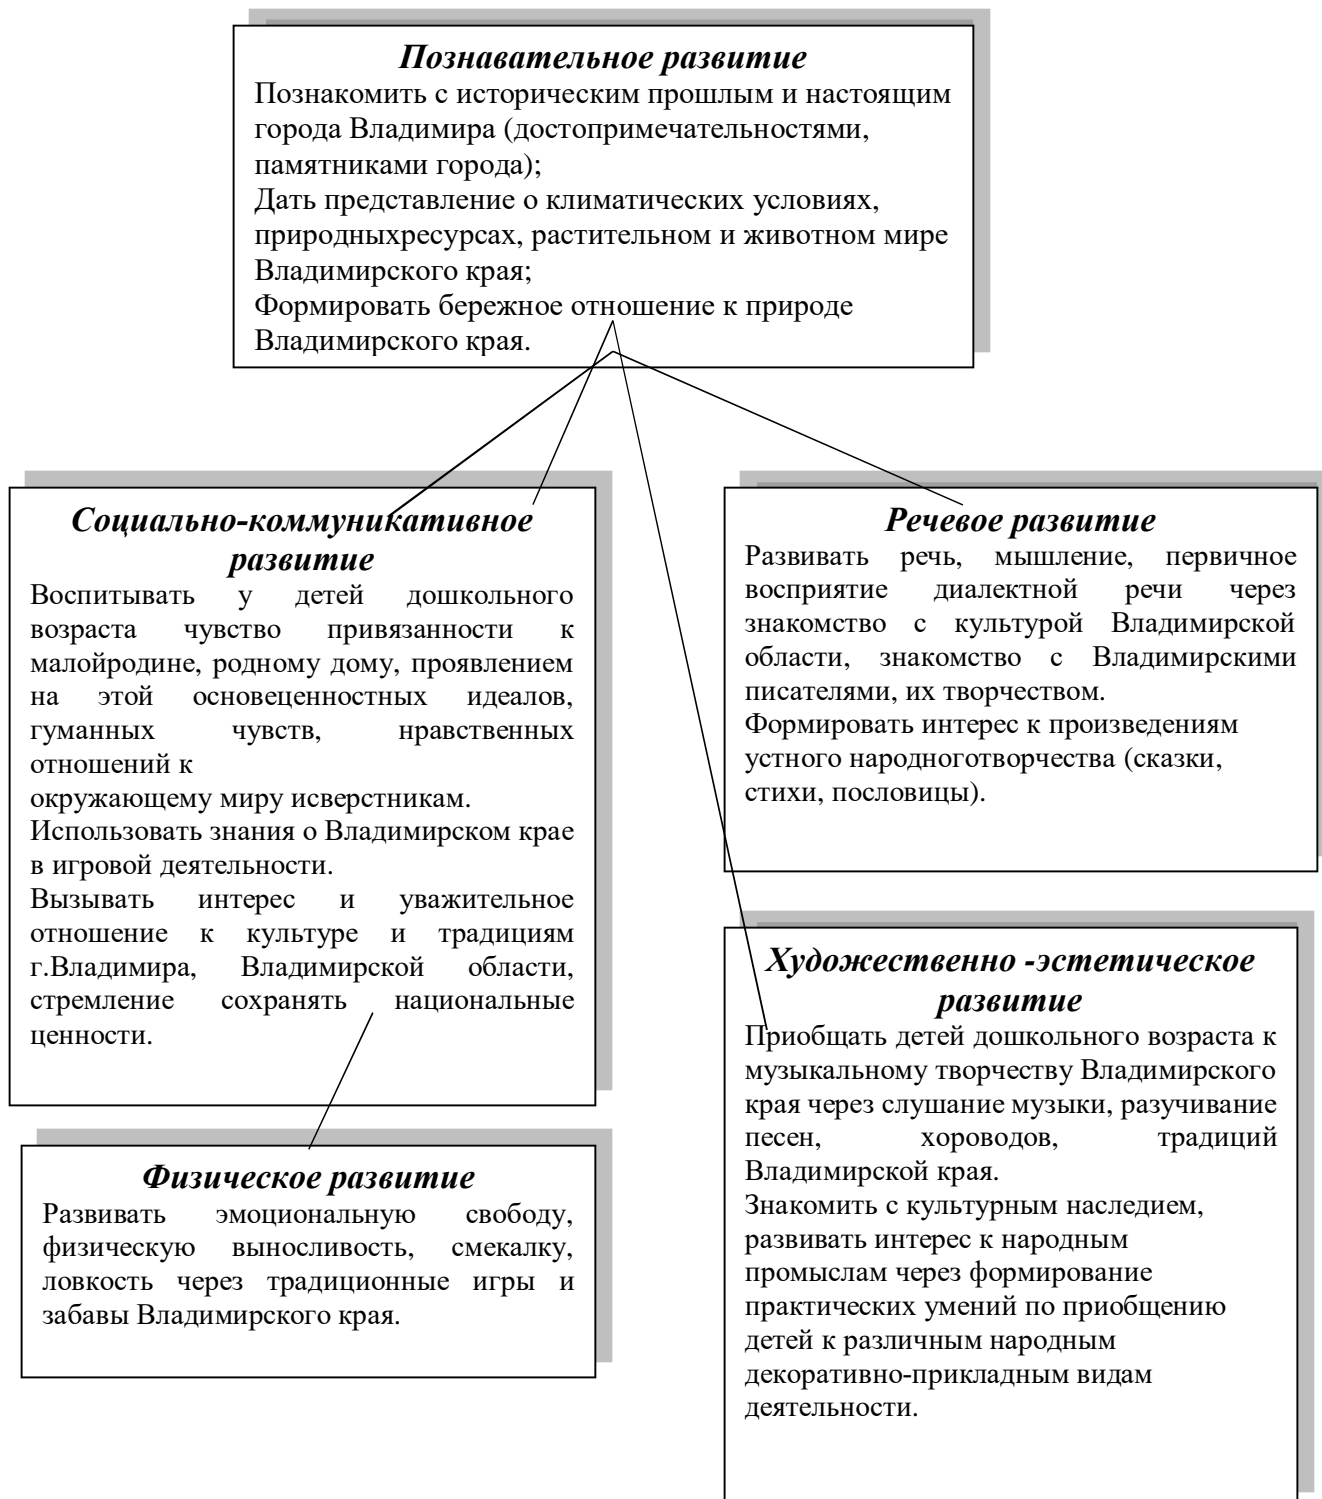 Познавательное развитие
Познакомить с историческим прошлым и настоящим
города Владимира (достопримечательностями,
памятниками города);
Дать представление о климатических условиях,
природныхресурсах, растительном и животном мире
Владимирского края;
Формировать бережное отношение к природе
Владимирского края.
Социально-коммуникативное
развитие
Воспитывать у детей дошкольного
возраста чувство привязанности к
малойродине, родному дому, проявлением
на этой основеценностных идеалов,
гуманных чувств, нравственных
отношений к
окружающему миру исверстникам.
Использовать знания о Владимирском крае
в игровой деятельности.
Вызывать интерес и уважительное
отношение к культуре и традициям
г.Владимира, Владимирской области,
стремление сохранять национальные
ценности.
Речевое развитие
Развивать речь, мышление, первичное
восприятие диалектной речи через
знакомство с культурой Владимирской
области, знакомство с Владимирскими
писателями, их творчеством.
Формировать интерес к произведениям
устного народноготворчества (сказки,
стихи, пословицы).
Физическое развитие
Развивать эмоциональную свободу,
физическую выносливость, смекалку,
ловкость через традиционные игры и
забавы Владимирского края.
Художественно -эстетическое
развитие
Приобщать детей дошкольного возраста к
музыкальному творчеству Владимирского
края через слушание музыки, разучивание
песен, хороводов, традиций
Владимирской края.
Знакомить с культурным наследием,
развивать интерес к народным
промыслам через формирование
практических умений по приобщению
детей к различным народным
декоративно-прикладным видам
деятельности.